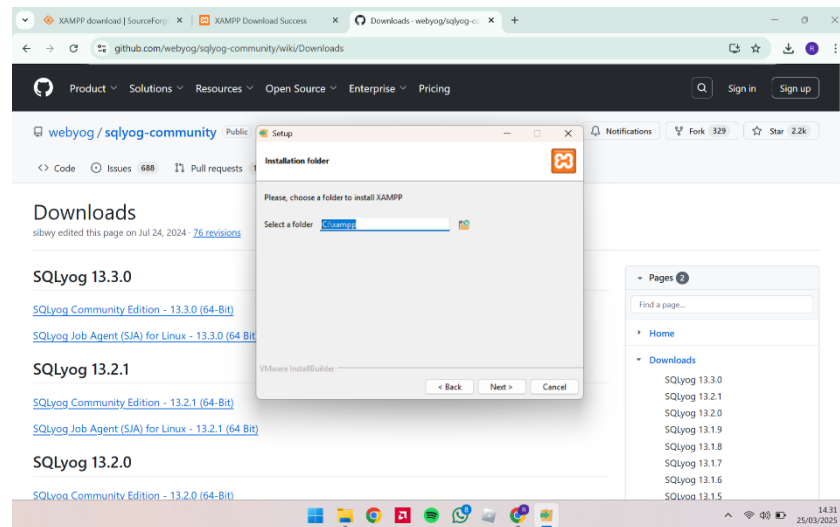 XAMPP download | SourceForg
XAMPP Download Success
Downloads · webyog/sqlyog-co
github.com/webyog/sqlyog-community/wiki/Downloads
R
Product
Solutions
Resources
Open Source
Enterprise
Pricing
Sign in
Sign up
webyog / sqlyog-community Public
Notifications
Fork 329
Star 2.2k
Code
Issues 688
Pull requests 1
Setup
Installation folder
Please, choose a folder to install XAMPP
Select a folder C:\xampp
VMware InstallBuilder
< Back
Next >
Cancel
Downloads
sibwy edited this page on Jul 24, 2024 · 76 revisions
SQLyog 13.3.0
SQLyog Community Edition - 13.3.0 (64-Bit)
SQLyog Job Agent (SJA) for Linux - 13.3.0 (64 Bit
SQLyog 13.2.1
SQLyog Community Edition - 13.2.1 (64-Bit)
SQLyog Job Agent (SJA) for Linux - 13.2.1 (64 Bit)
SQLyog 13.2.0
SQLyog Community Edition - 13.2.0 (64-Bit)
Pages 2
Find a page...
Home
Downloads
SQLyog 13.3.0
SQLyog 13.2.1
SQLyog 13.2.0
SQLyog 13.1.9
SQLyog 13.1.8
SQLyog 13.1.7
SQLyog 13.1.6
SQLyog 13.1.5
14.35
25/03/2025